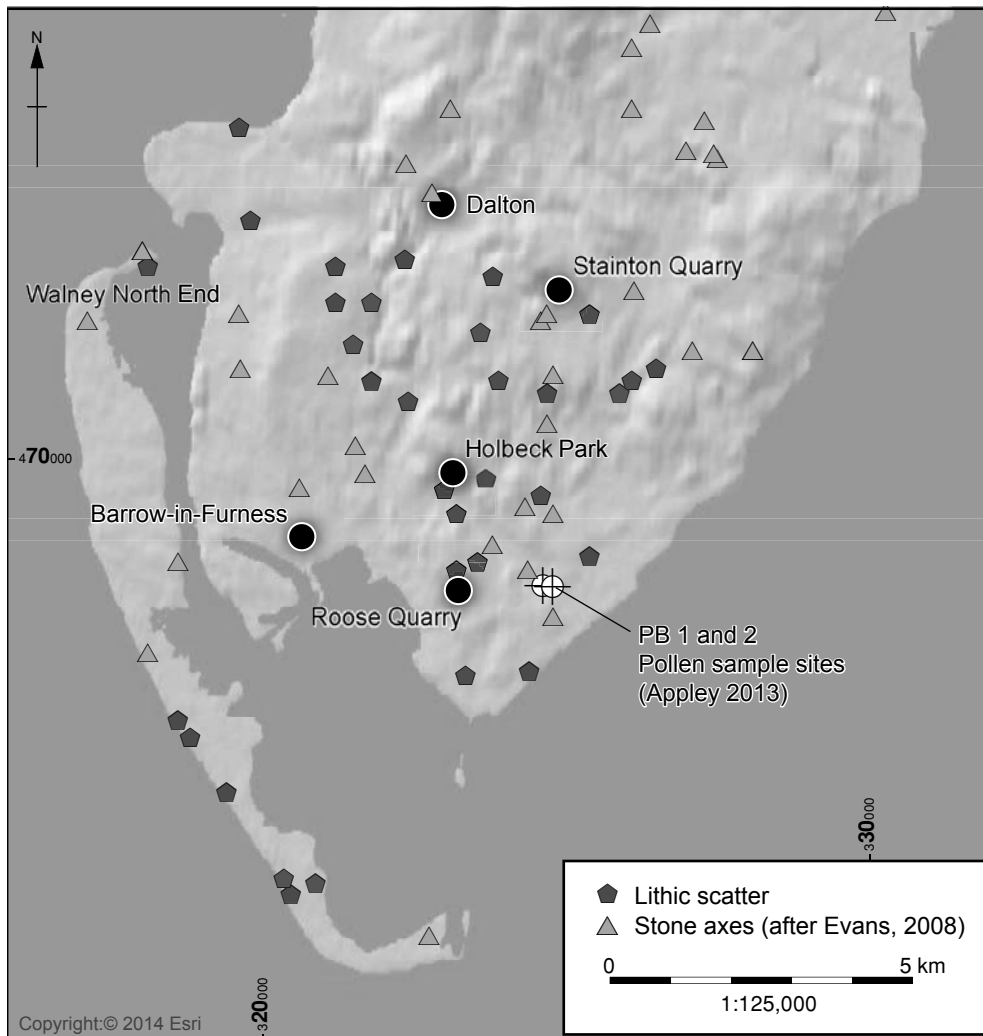 N
Dalton
Stainton Quarry
Walney North End
Holbeck Park
470000
Barrow-in-Furness
Roose Quarry
PB 1 and 2
Pollen sample sites
(Appley 2013)
330000
Lithic scatter
Stone axes (after Evans, 2008)
0 5 km
1:125,000
320000
Copyright:© 2014 Esri